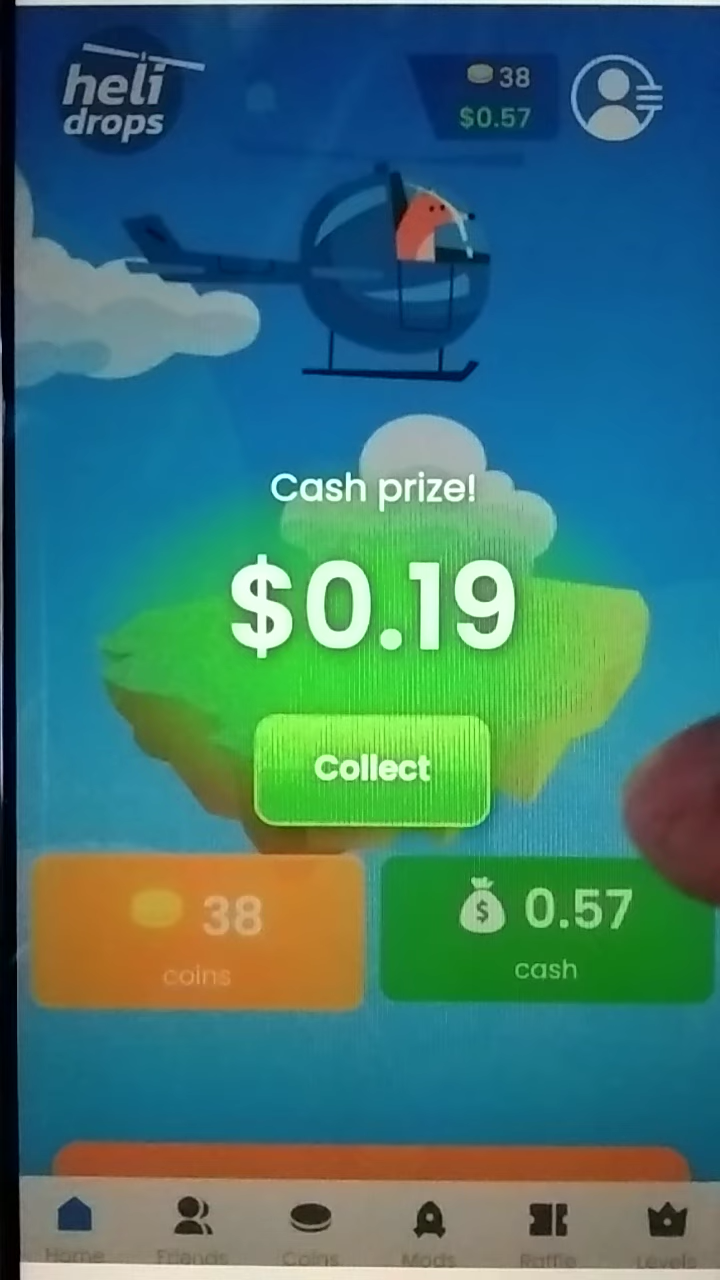 heli
drops
38
$0.57
Cash prize!
$0.19
Collect
38
coins
$ 0.57
cash
Home
Friends
Coins
Mods
Raffle
Levels